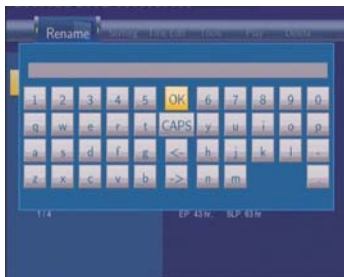 Rename
1 2 3 4 5 OK 6 7 8 9 0
q w e r t CAPS y u i o p
a s d f g <- h j k l -
z x c v b -> n m .
1/4 EP 43 hr, SLP 63 hr